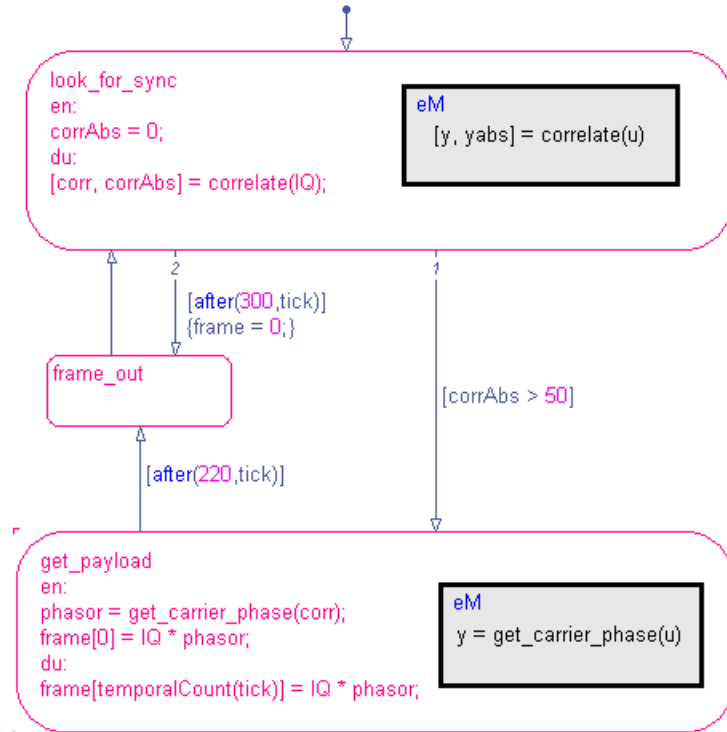 look_for_sync
en:
corrAbs = 0;
du:
[corr, corrAbs] = correlate(IQ);
eM
[y, yabs] = correlate(u)
2
1
[after(300,tick)]
{frame = 0;}
frame_out
[corrAbs > 50]
[after(220,tick)]
get_payload
en:
phasor = get_carrier_phase(corr);
frame[0] = IQ * phasor;
du:
frame[temporalCount(tick)] = IQ * phasor;
eM
y = get_carrier_phase(u)